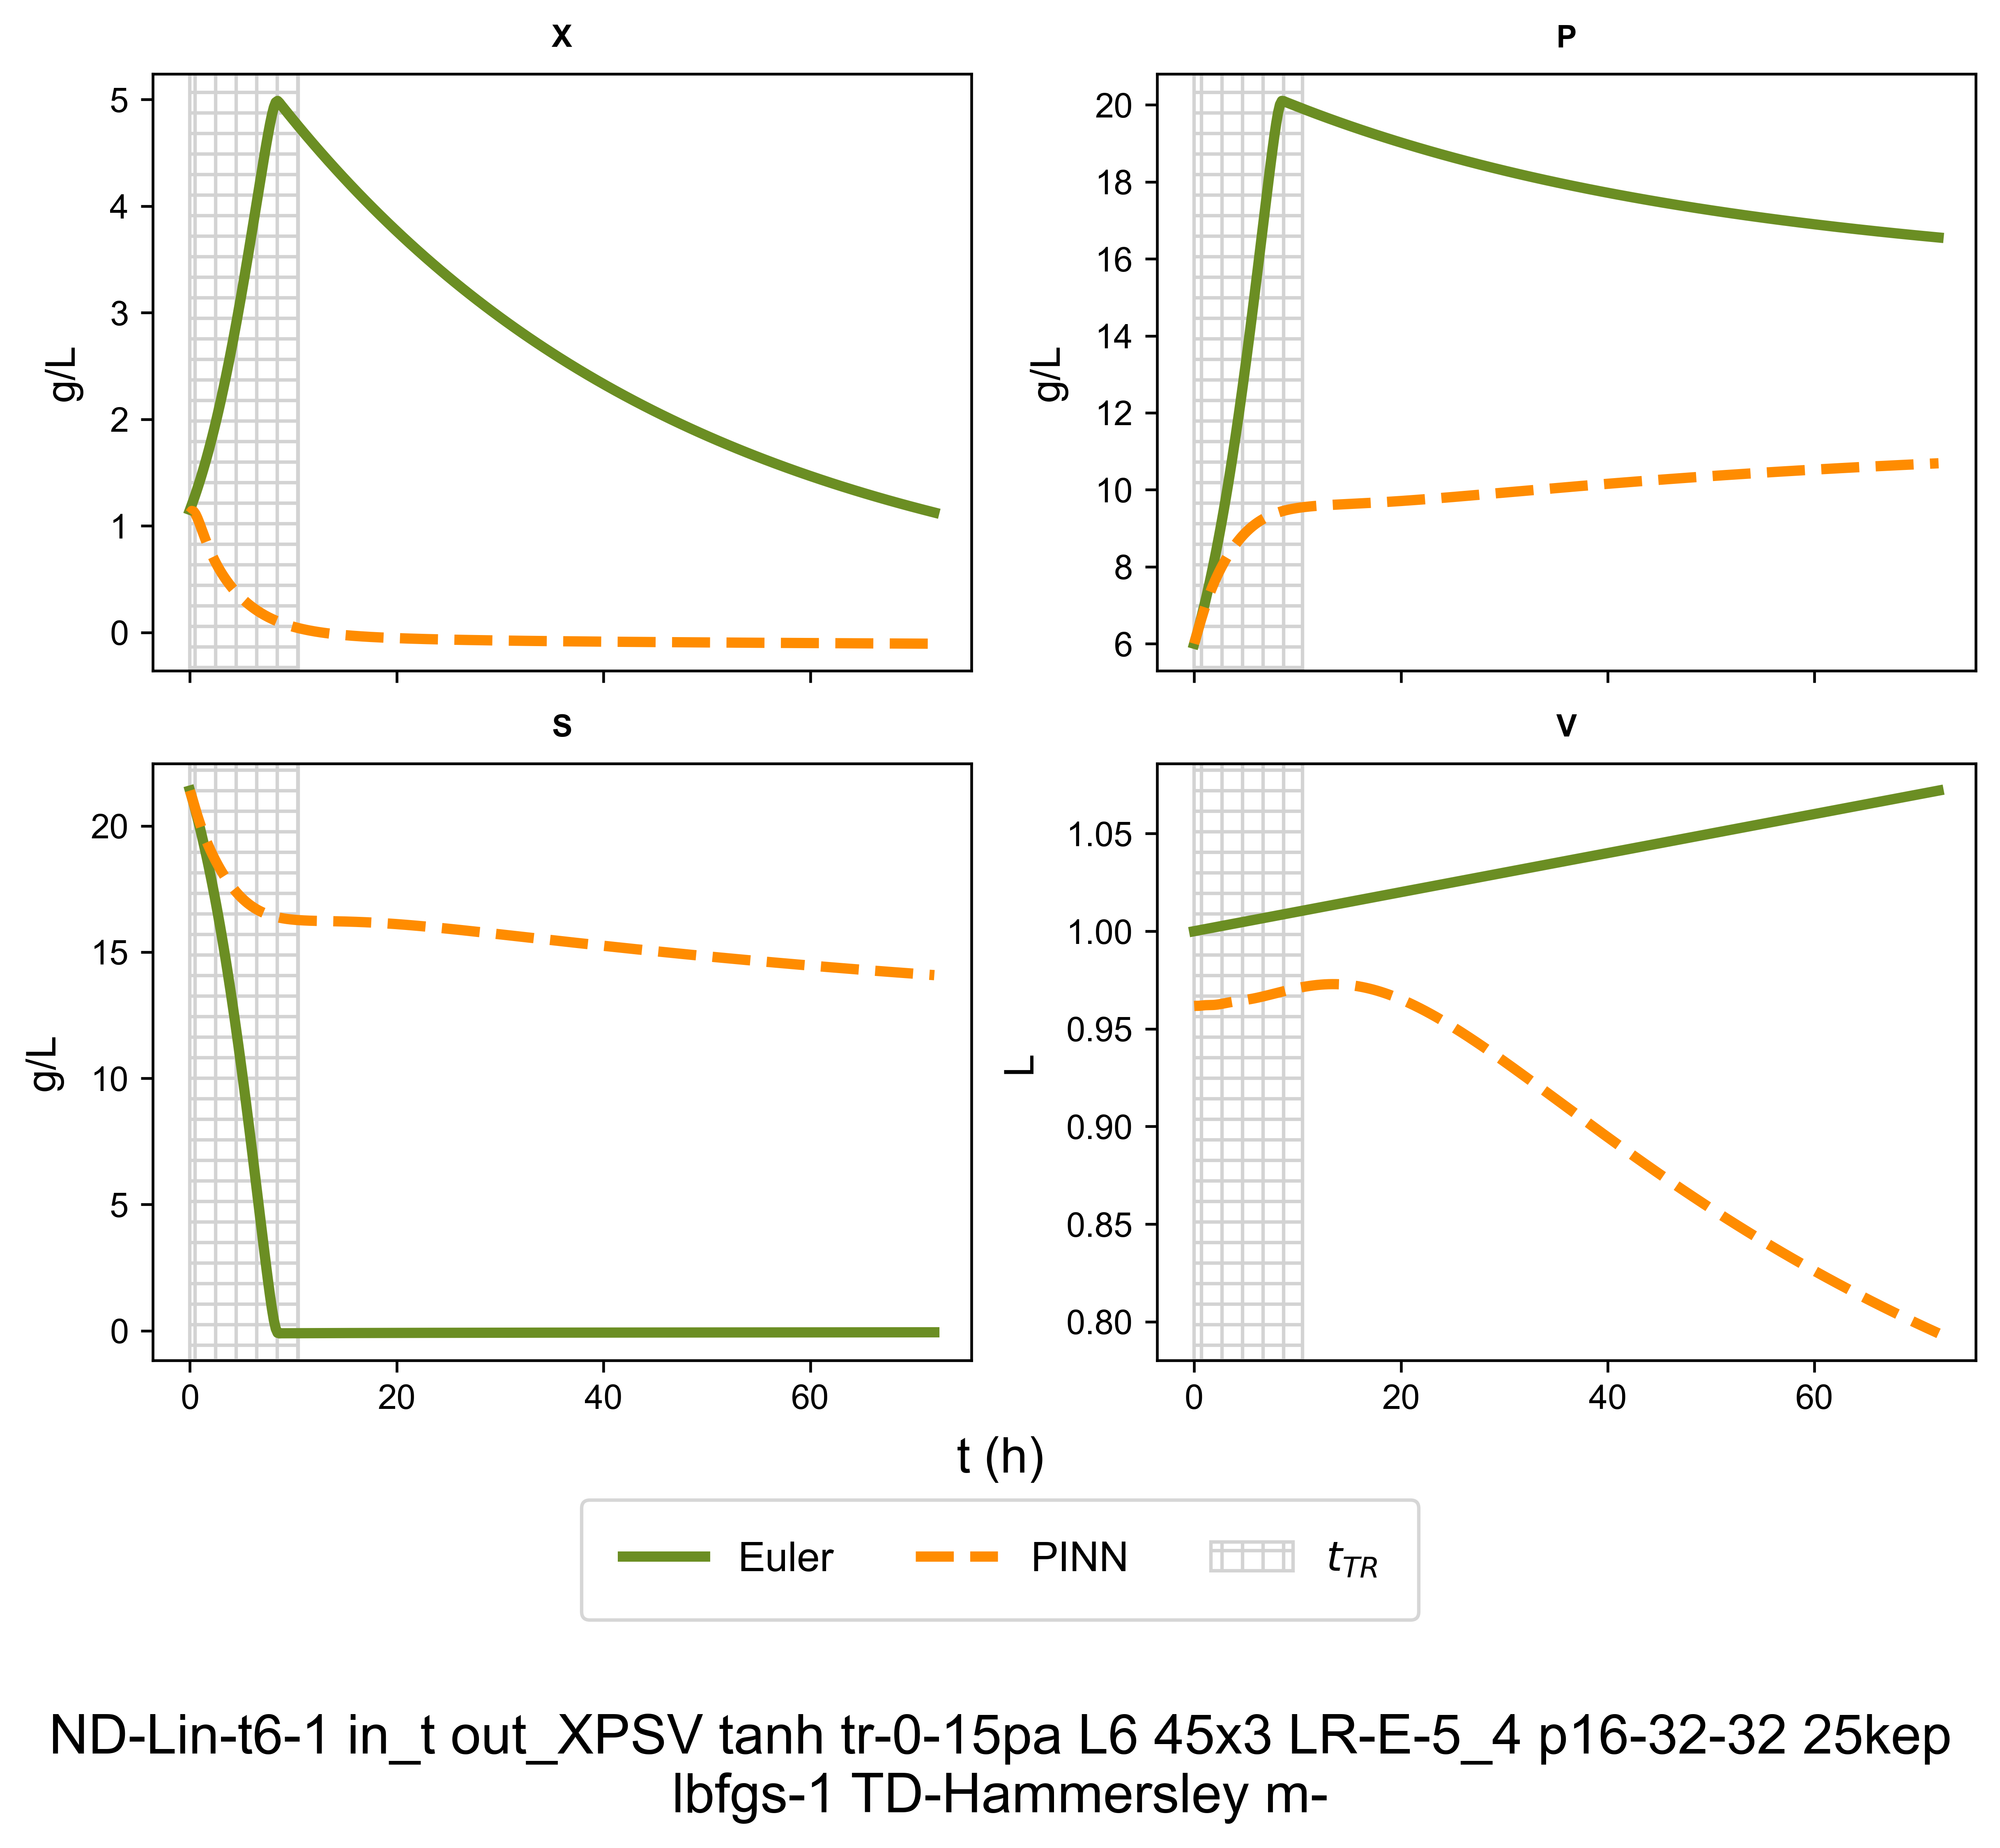 X
P
5
4
3
2
1
0
g/L
20
18
16
14
12
10
8
6
g/L
S
V
20
15
10
5
0
g/L
1.05
1.00
0.95
0.90
0.85
0.80
L
0 20 40 60
0 20 40 60
t (h)
Euler PINN t_TR
ND-Lin-t6-1 in_t out_XPSV tanh tr-0-15pa L6 45x3 LR-E-5_4 p16-32-32 25kep
lbfgs-1 TD-Hammersley m-